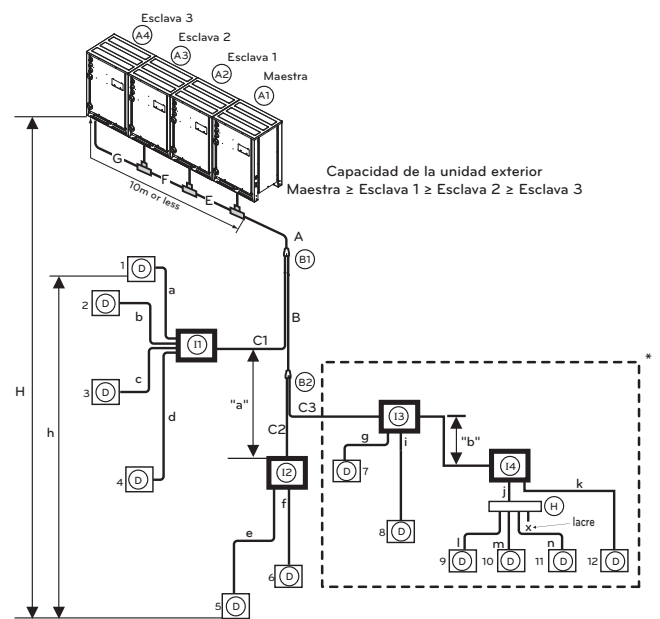 Esclava 3
A4
Esclava 2
A3
Esclava 1
A2
Maestra
A1
G
F
E
10m or less
Capacidad de la unidad exterior
Maestra ≥ Esclava 1 ≥ Esclava 2 ≥ Esclava 3
A
B1
1 D
a
2 D
b
I1
C1
B
*
H
h
c
3 D
d
"a"
B2
C3
I3
C2
g
i
"b"
4 D
I2
D 7
I4
j
k
f
H
e
8 D
x
lacre
l
m
n
9 D
10 D
11 D
12 D
6 D
5 D